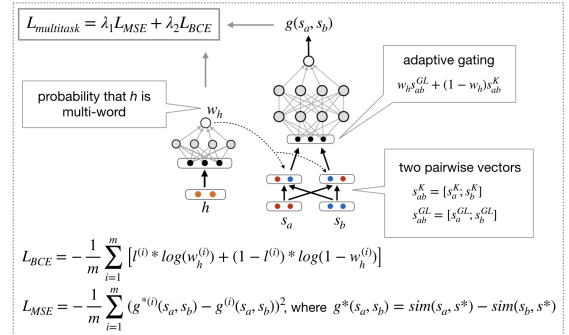 L_{multitask} = λ_1 L_{MSE} + λ_2 L_{BCE}
g(s_a, s_b)
adaptive gating
w_h s_{ab}^{GL} + (1 − w_h)s_{ab}^{K}
probability that h is
multi-word
w_h
two pairwise vectors
s_{ab}^{K} = [s_a^{K}; s_b^{K}]
s_{ab}^{GL} = [s_a^{GL}; s_b^{GL}]
h
s_a
s_b
L_{BCE} = − \frac{1}{m} \sum_{i=1}^{m} [l^{(i)} * log(w_h^{(i)}) + (1 − l^{(i)}) * log(1 − w_h^{(i)})]
L_{MSE} = − \frac{1}{m} \sum_{i=1}^{m} (g^{*(i)}(s_a, s_b) − g^{(i)}(s_a, s_b))^2, where g*(s_a, s_b) = sim(s_a, s*) − sim(s_b, s*)